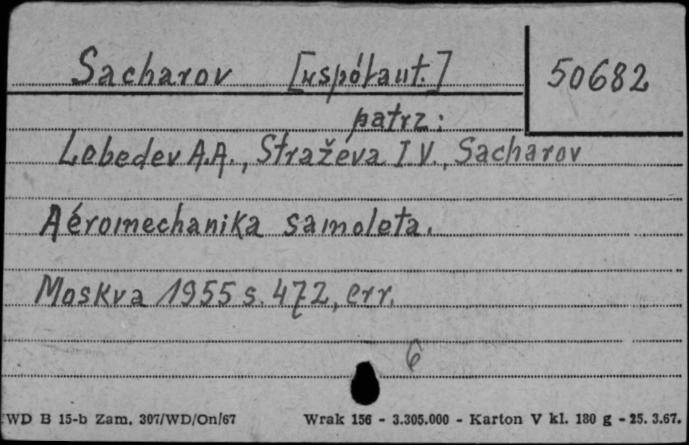 Sacharov [współaut.]
50682
patrz:
Lebedev A.A., Straževa I V., Sacharov
Aéromechanika samoleta.
Moskva 1955 s. 472, err.
6
WD B 15-b Zam. 307/WD/On/67 Wrak 156 - 3.305.000 - Karton V kl. 180 g - 25. 3.67.